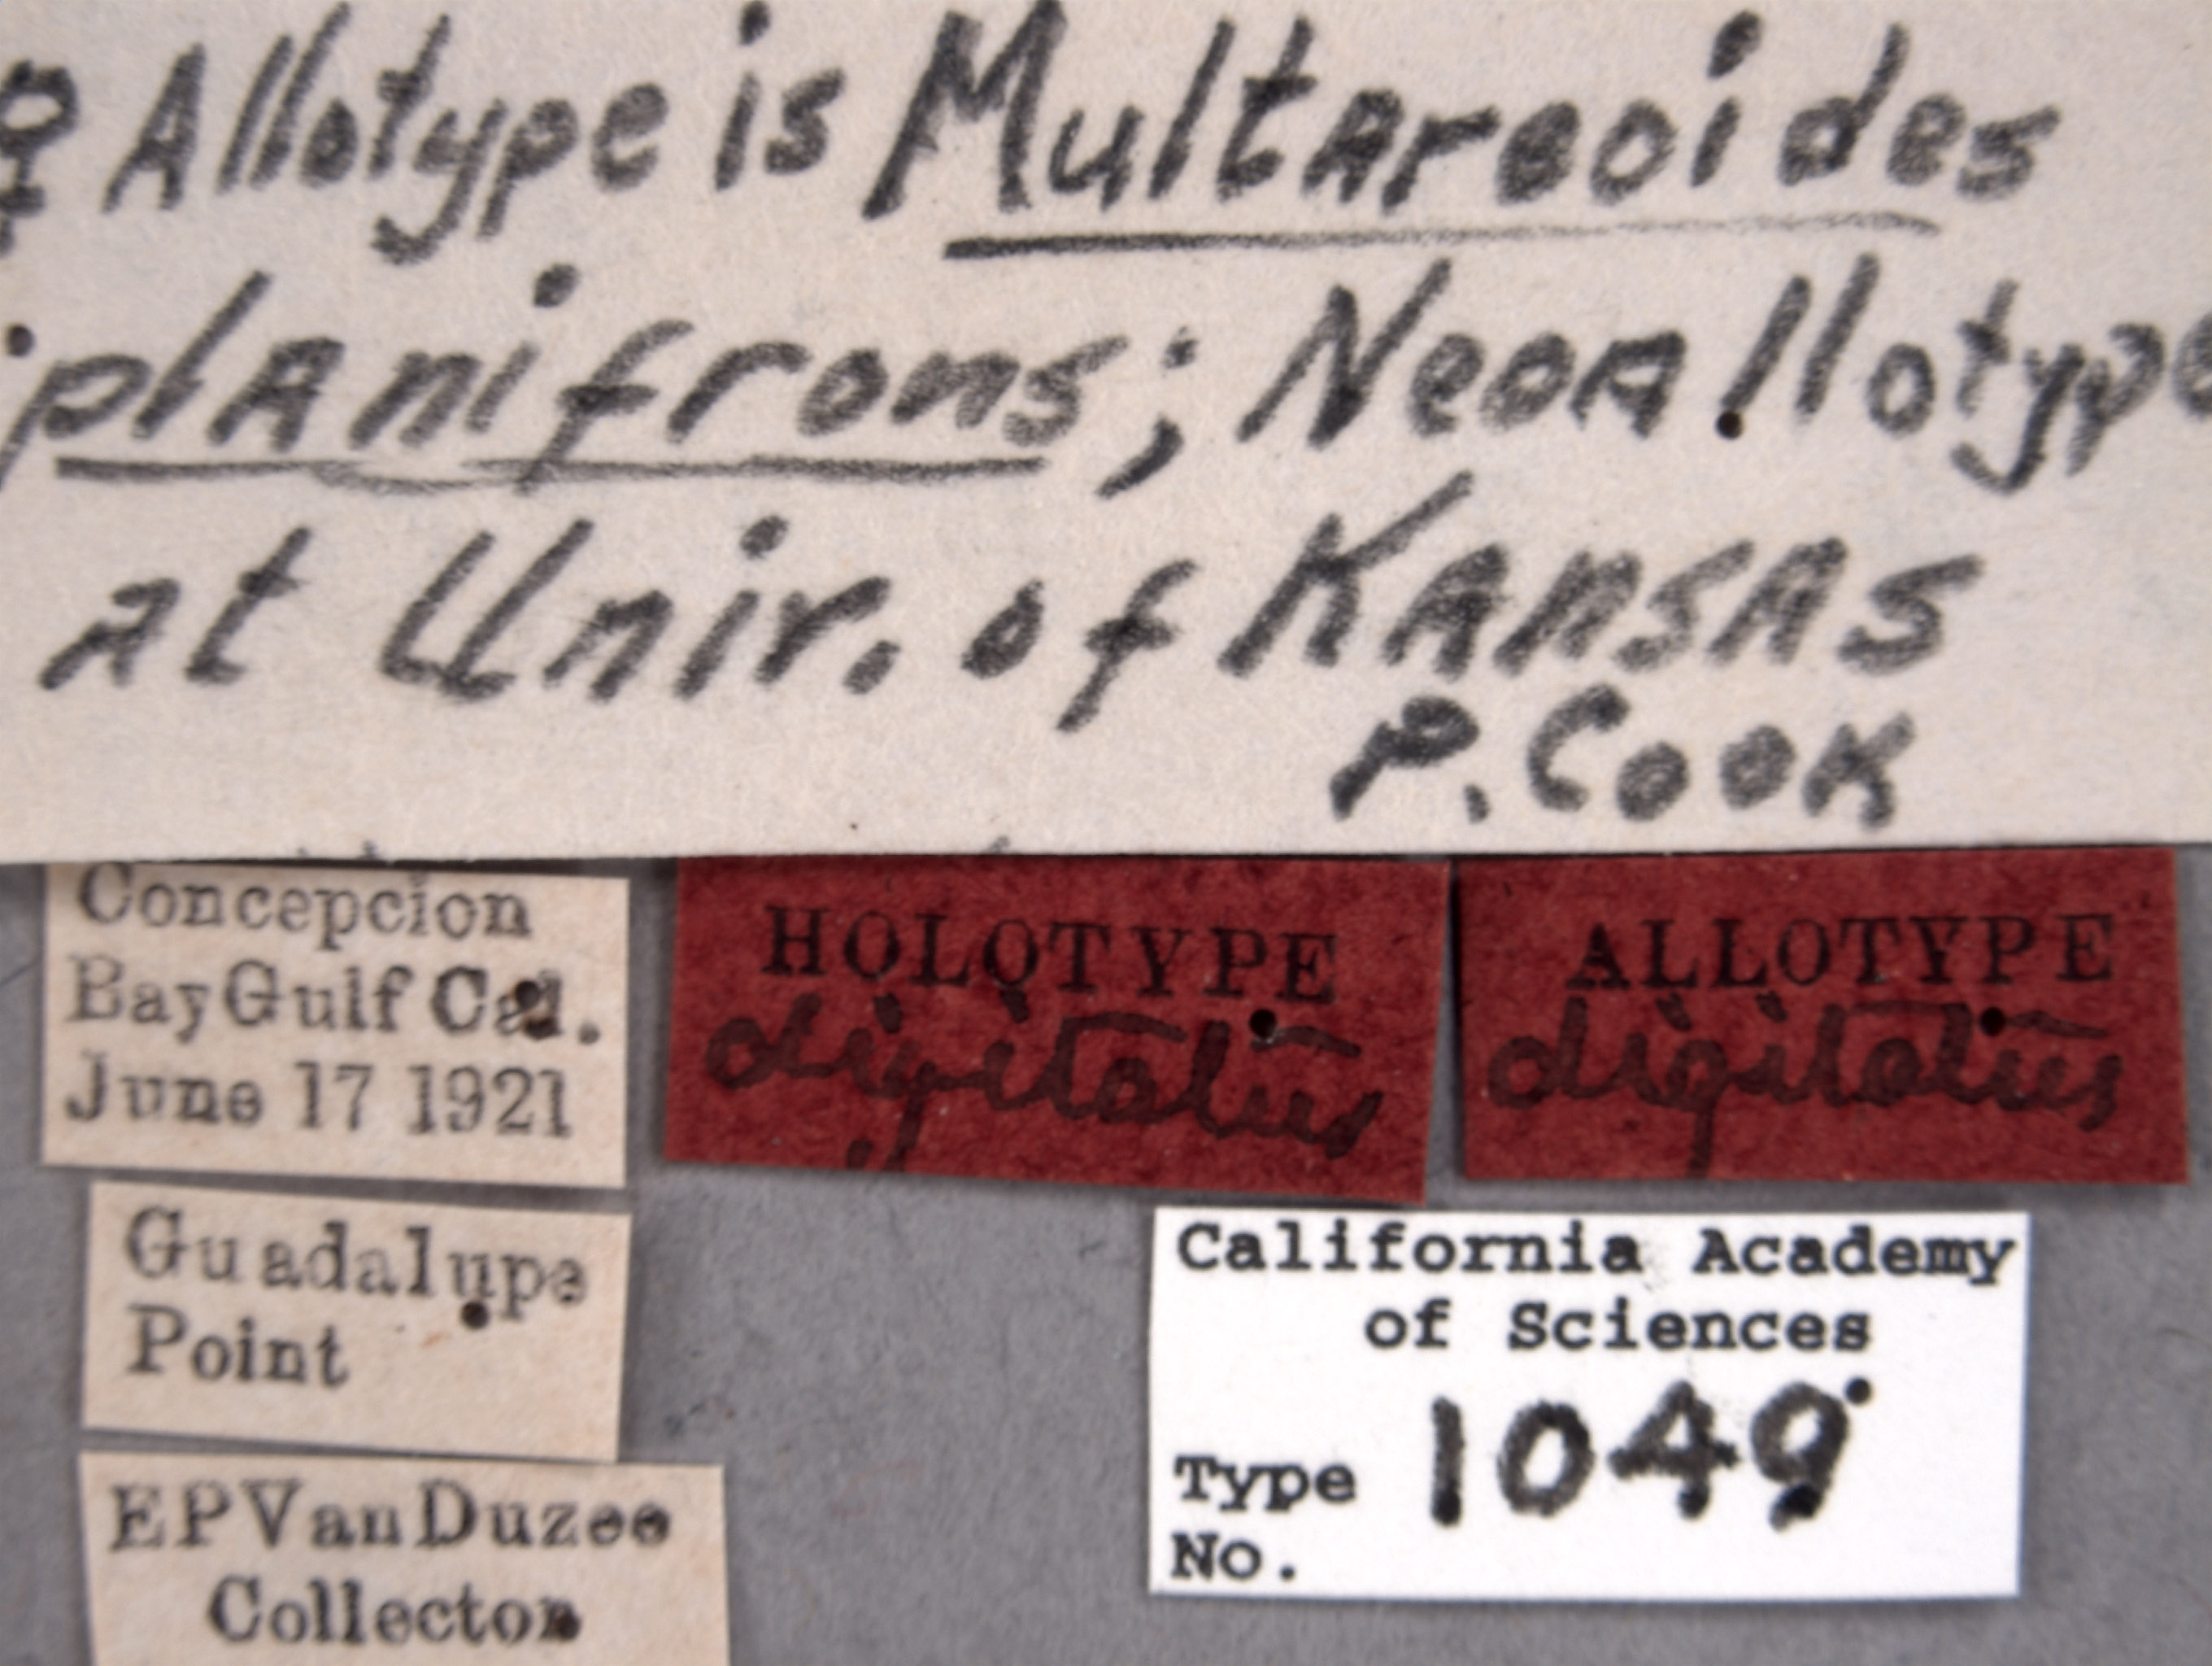 ♀ Allotype is Multareoides
planifrons; Neoallotype
at Univ. of Kansas
P. Cook
Concepcion
Bay Gulf Cal.
June 17 1921
HOLOTYPE
digitatus
ALLOTYPE
digitatus
Guadalupe
Point
California Academy
of Sciences
Type 1049
No.
EPVanDuzee
Collector